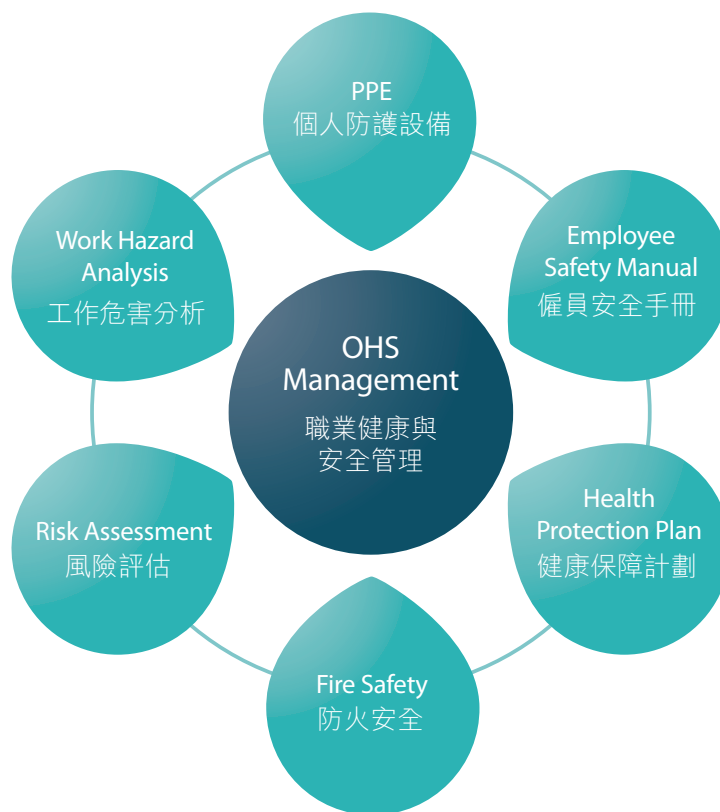 PPE
個人防護設備
Employee
Safety Manual
僱員安全手冊
Health
Protection Plan
健康保障計劃
Fire Safety
防火安全
Risk Assessment
風險評估
Work Hazard
Analysis
工作危害分析
OHS
Management
職業健康與
安全管理